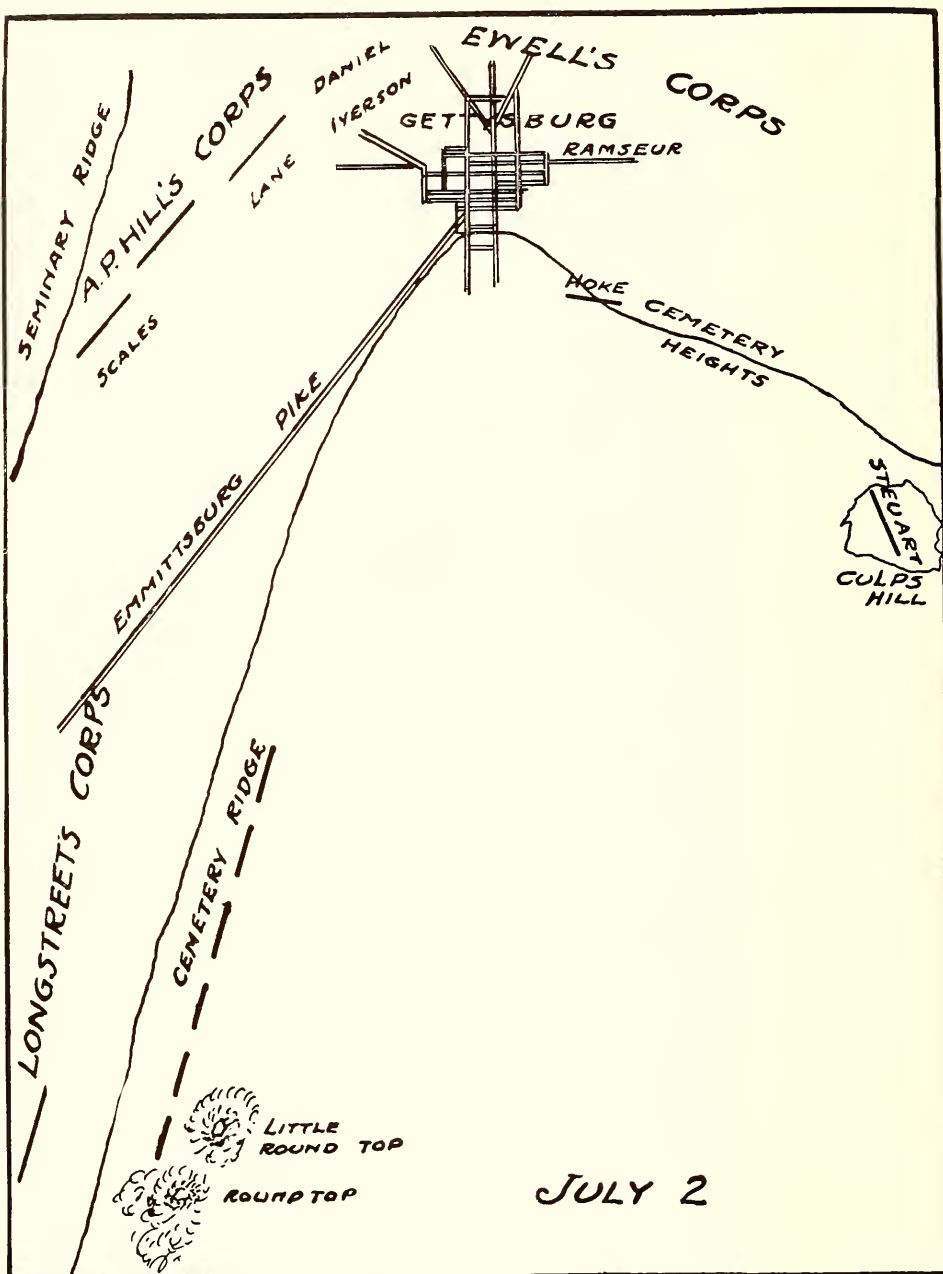 EWELL'S
CORPS
DANIEL
IVERSON
GETTYSBURG
RAMSEUR
SEMINARY RIDGE
A. P. HILL'S CORPS
LANE
SCALES
HOKE
CEMETERY
HEIGHTS
EMMITTSBURG PIKE
STEUART
CULPS
HILL
LONGSTREET'S CORPS
CEMETERY RIDGE
LITTLE
ROUND TOP
ROUND TOP
JULY 2